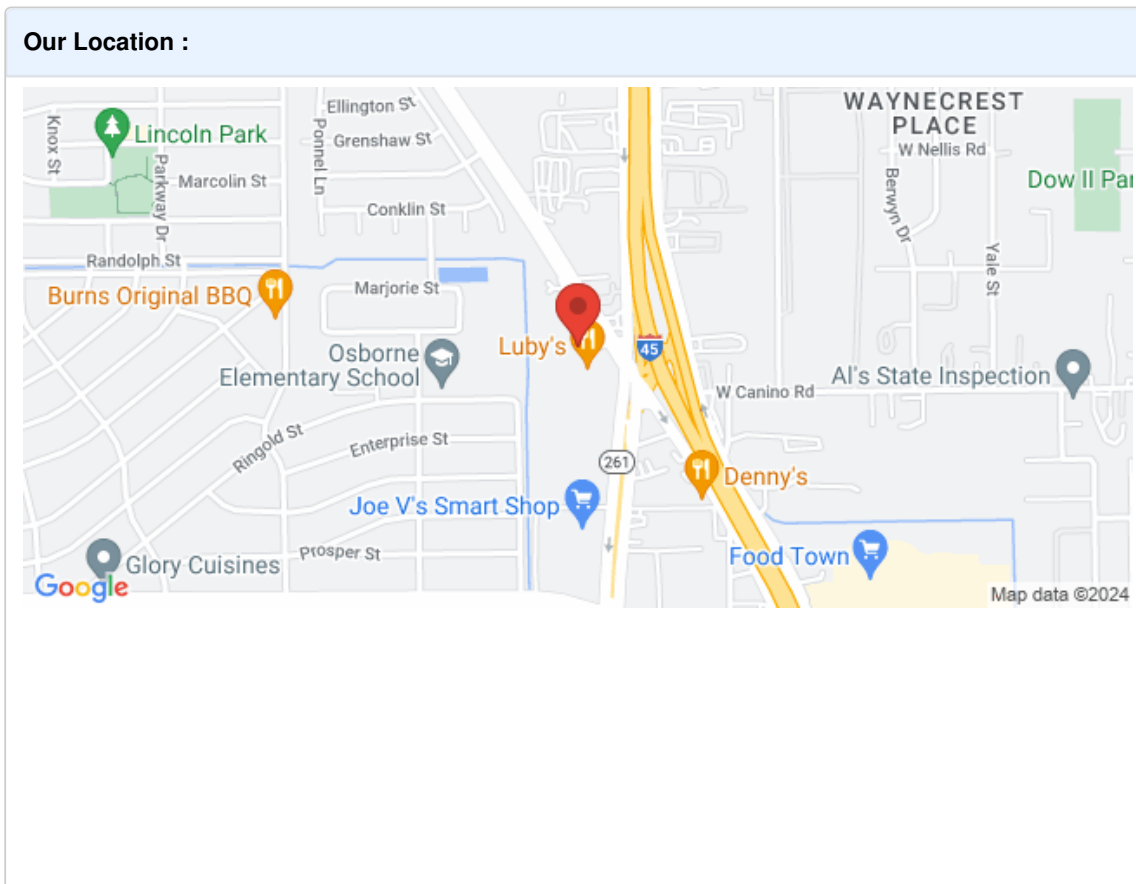 Our Location :
Ellington St
WAYNECREST
PLACE
Knox St
Lincoln Park
Ponnel Ln
Grenshaw St
W Nellis Rd
Parkway Dr
Marcolin St
Berwyn Dr
Dow II Par
Conklin St
Randolph St
Yale St
Burns Original BBQ
Marjorie St
Luby's
45
Osborne
Elementary School
Al's State Inspection
W Canino Rd
Ringold St
Enterprise St
261
Denny's
Joe V's Smart Shop
Prosper St
Food Town
Glory Cuisines
Google
Map data ©2024